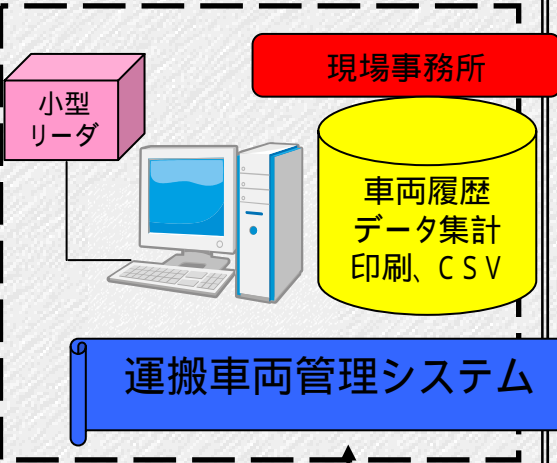 現場事務所
小型
リーダ
車両履歴
データ集計
印刷、CSV
運搬車両管理システム